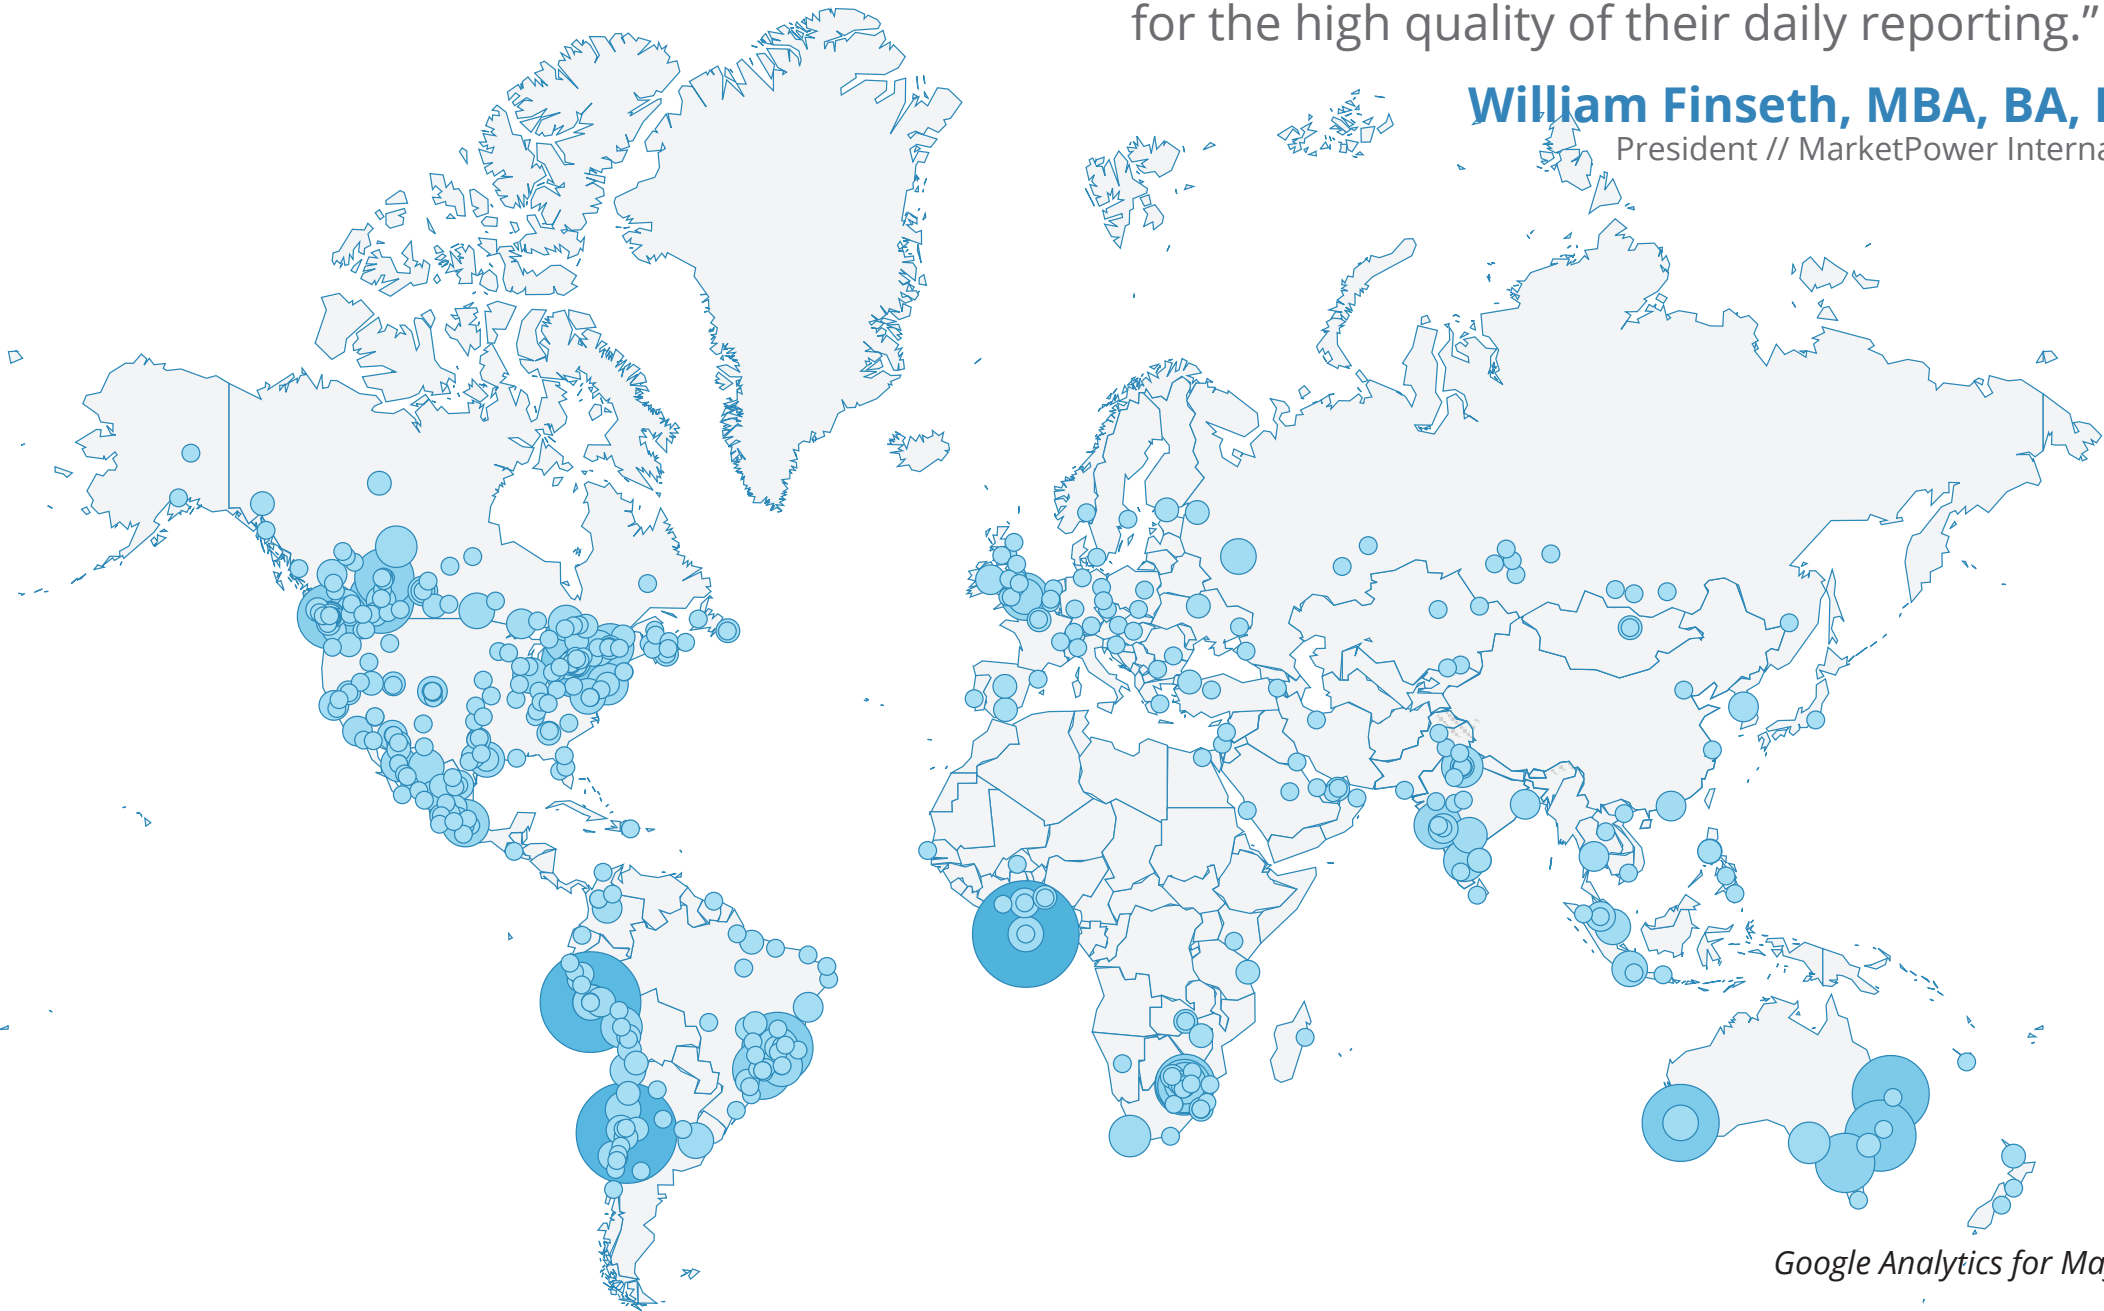 for the high quality of their daily reporting.”
William Finseth, MBA, BA,
President // MarketPower
Google Analytics for